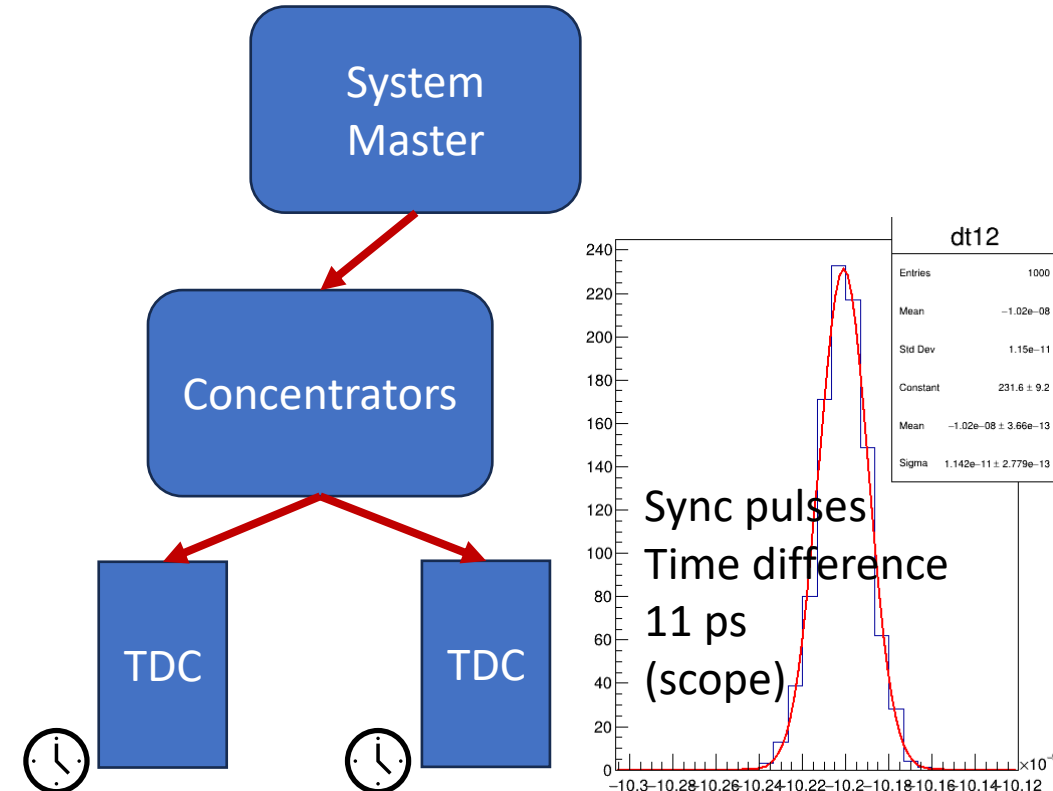 System
Master
Concentrators
TDC
TDC
dt12
Entries 1000
Mean −1.02e−08
Std Dev 1.15e−11
Constant 231.6 ± 9.2
Mean −1.02e−08 ± 3.66e−13
Sigma 1.142e−11 ± 2.779e−13
240
220
200
180
160
140
120
100
80
60
40
20
0
Sync pulses
Time difference
11 ps
(scope)
−10.3−10.28−10.26−10.24−10.22−10.2−10.18−10.16−10.14−10.12